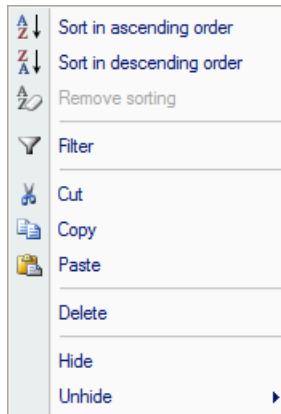 Sort in ascending order
Sort in descending order
Remove sorting
Filter
Cut
Copy
Paste
Delete
Hide
Unhide